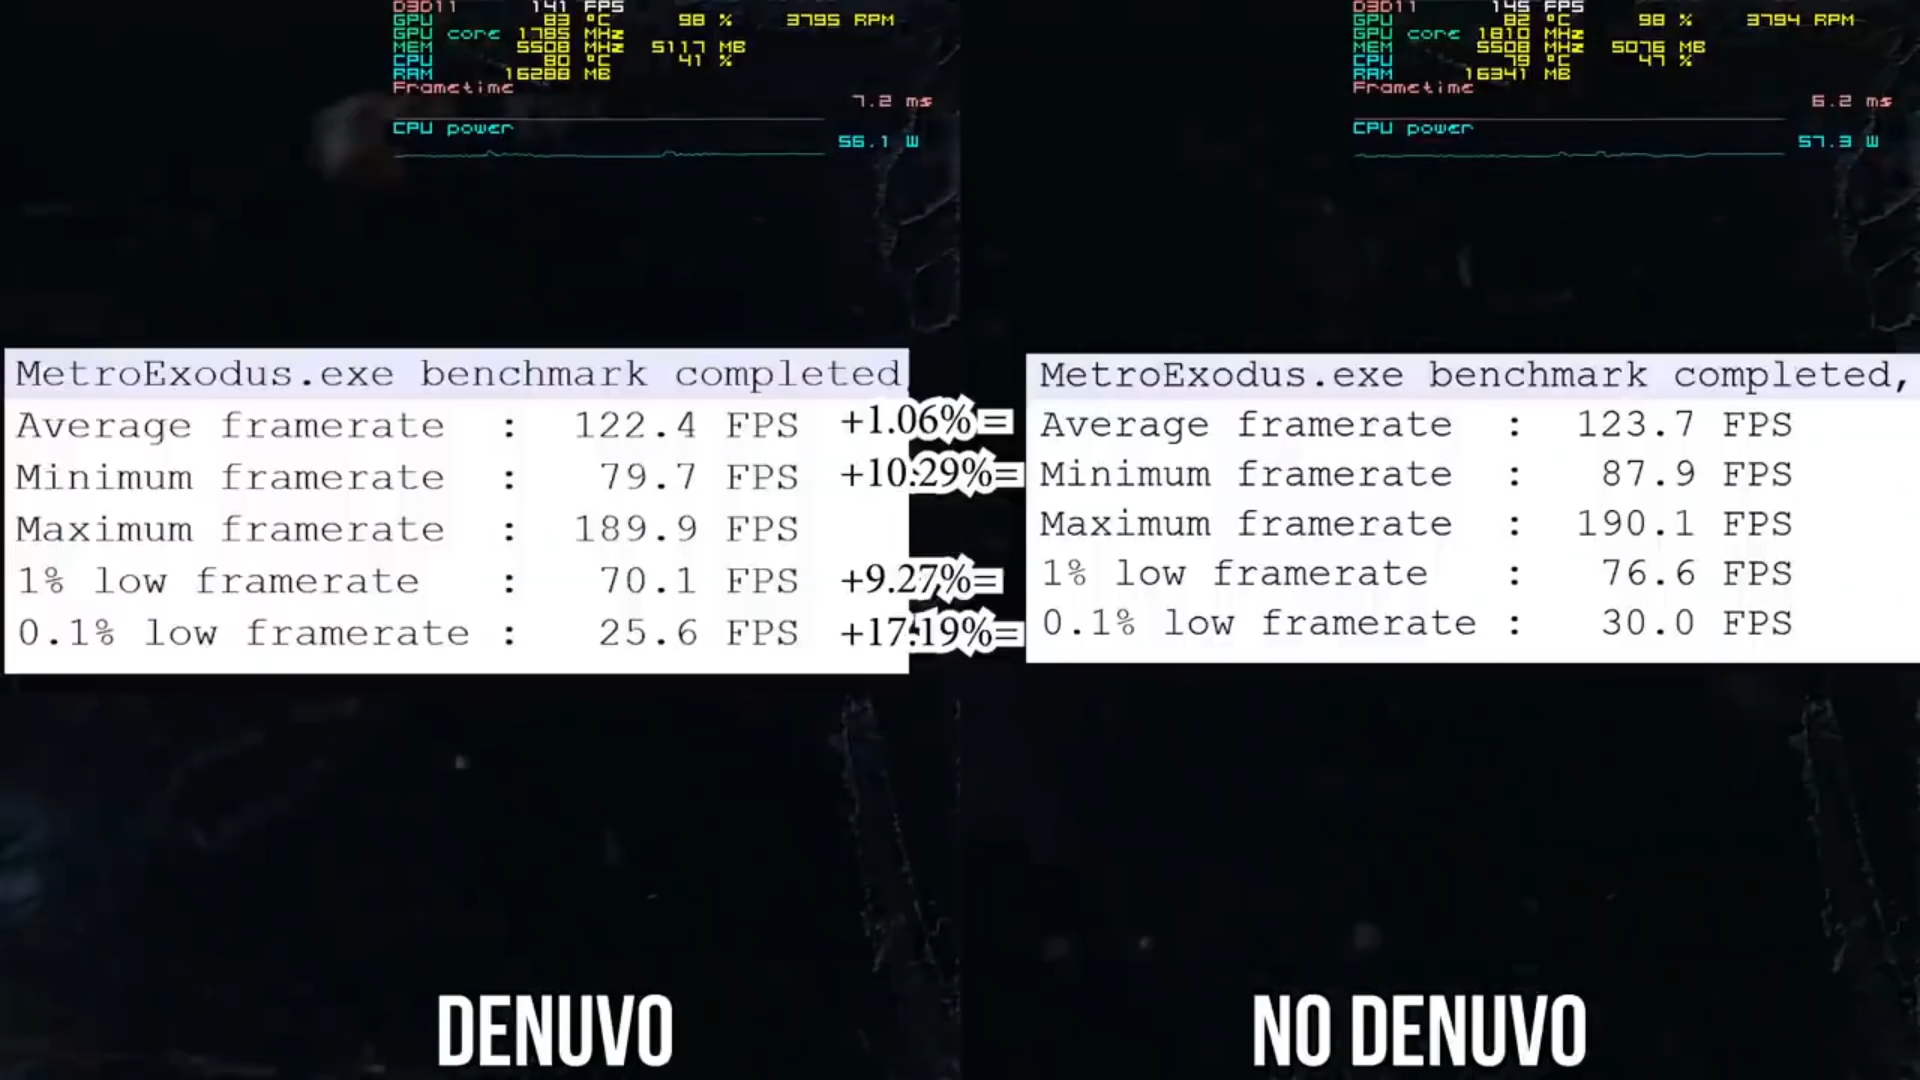 D3D11 141 FPS
GPU 83 °C 98 % 3795 RPM
GPU core 1785 MHz
MEM 5508 MHz 5117 MB
CPU 80 °C 41 %
RAM 16288 MB
Frametime
7.2 ms
CPU power
56.1 W
D3D11 145 FPS
GPU 82 °C 98 % 3794 RPM
GPU core 1810 MHz
MEM 5508 MHz 5076 MB
CPU 79 °C 47 %
RAM 16341 MB
Frametime
6.2 ms
CPU power
57.3 W
MetroExodus.exe benchmark completed,
Average framerate : 122.4 FPS
Minimum framerate : 79.7 FPS
Maximum framerate : 189.9 FPS
1% low framerate : 70.1 FPS
0.1% low framerate : 25.6 FPS
+1.06%=
+10.29%=
+9.27%=
+17.19%=
MetroExodus.exe benchmark completed,
Average framerate : 123.7 FPS
Minimum framerate : 87.9 FPS
Maximum framerate : 190.1 FPS
1% low framerate : 76.6 FPS
0.1% low framerate : 30.0 FPS
DENUVO
NO DENUVO